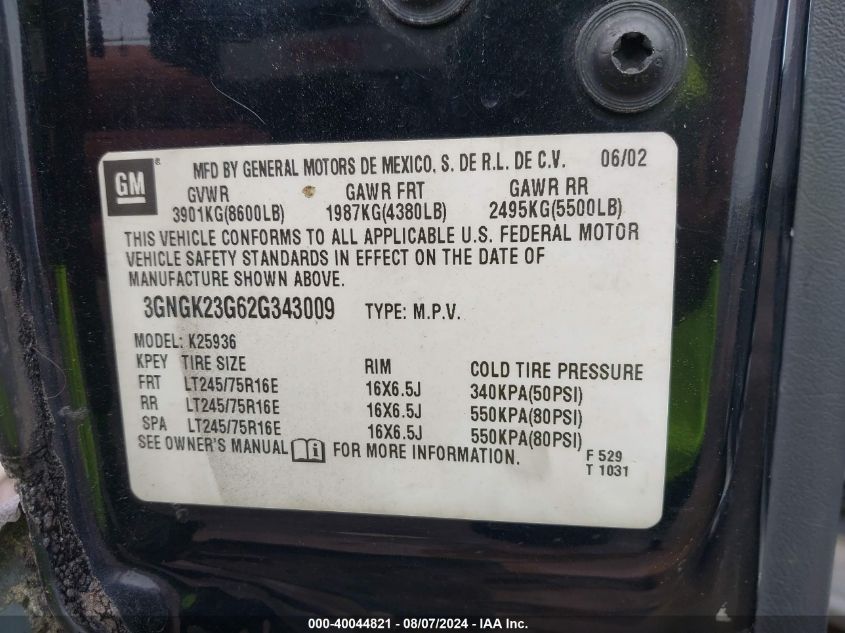 GM
MFD BY GENERAL MOTORS DE MEXICO, S. DE R.L. DE C.V. 06/02
GVWR GAWR FRT GAWR RR
3901KG(8600LB) 1987KG(4380LB) 2495KG(5500LB)
THIS VEHICLE CONFORMS TO ALL APPLICABLE U.S. FEDERAL MOTOR
VEHICLE SAFETY STANDARDS IN EFFECT ON THE DATE OF
MANUFACTURE SHOWN ABOVE.
3GNGK23G62G343009 TYPE: M.P.V.
MODEL: K25936
KPEY TIRE SIZE RIM COLD TIRE PRESSURE
FRT LT245/75R16E 16X6.5J 340KPA(50PSI)
RR LT245/75R16E 16X6.5J 550KPA(80PSI)
SPA LT245/75R16E 16X6.5J 550KPA(80PSI)
SEE OWNER'S MANUAL FOR MORE INFORMATION.
F 529
T 1031
000-40044821 - 08/07/2024 - IAA Inc.